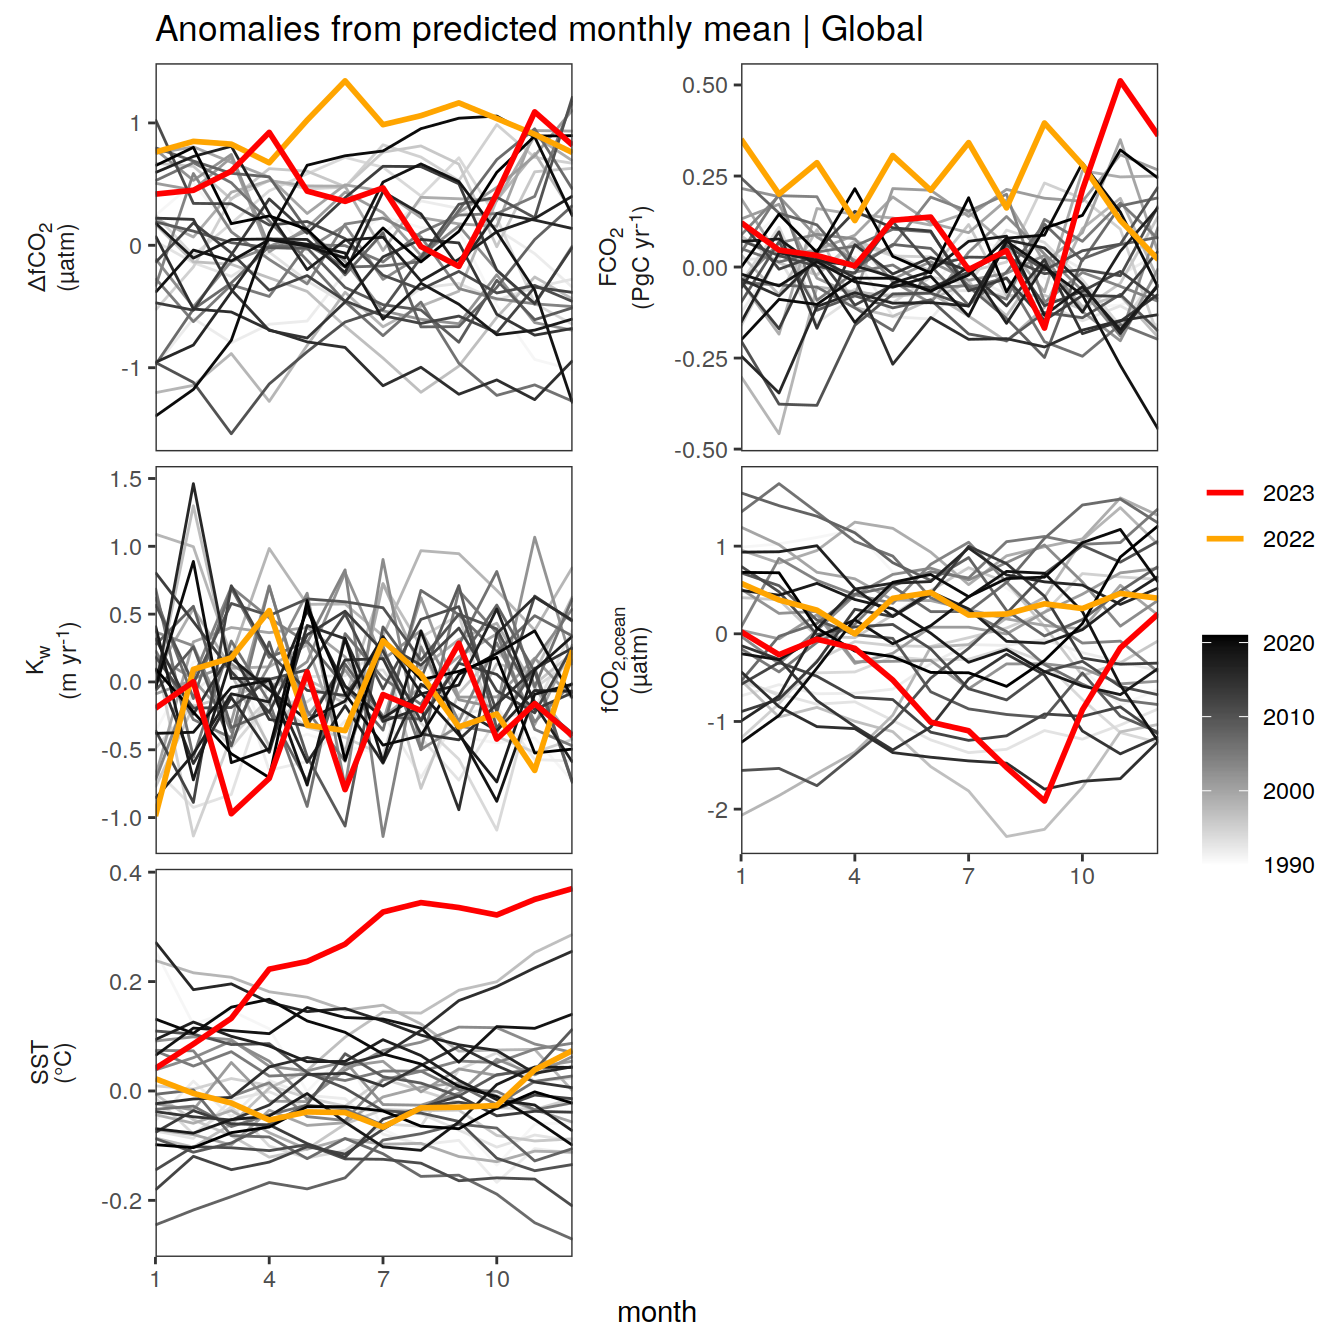 Anomalies from predicted monthly mean | Global
ΔfCO2
(µatm)
1
0
-1
FCO2
(PgC yr-1)
0.50
0.25
0.00
-0.25
-0.50
Kw
(m yr-1)
1.5
1.0
0.5
0.0
-0.5
-1.0
fCO2,ocean
(µatm)
1
0
-1
-2
1 4 7 10
SST
(°C)
0.4
0.2
0.0
-0.2
1 4 7 10
month
2023
2022
2020
2010
2000
1990